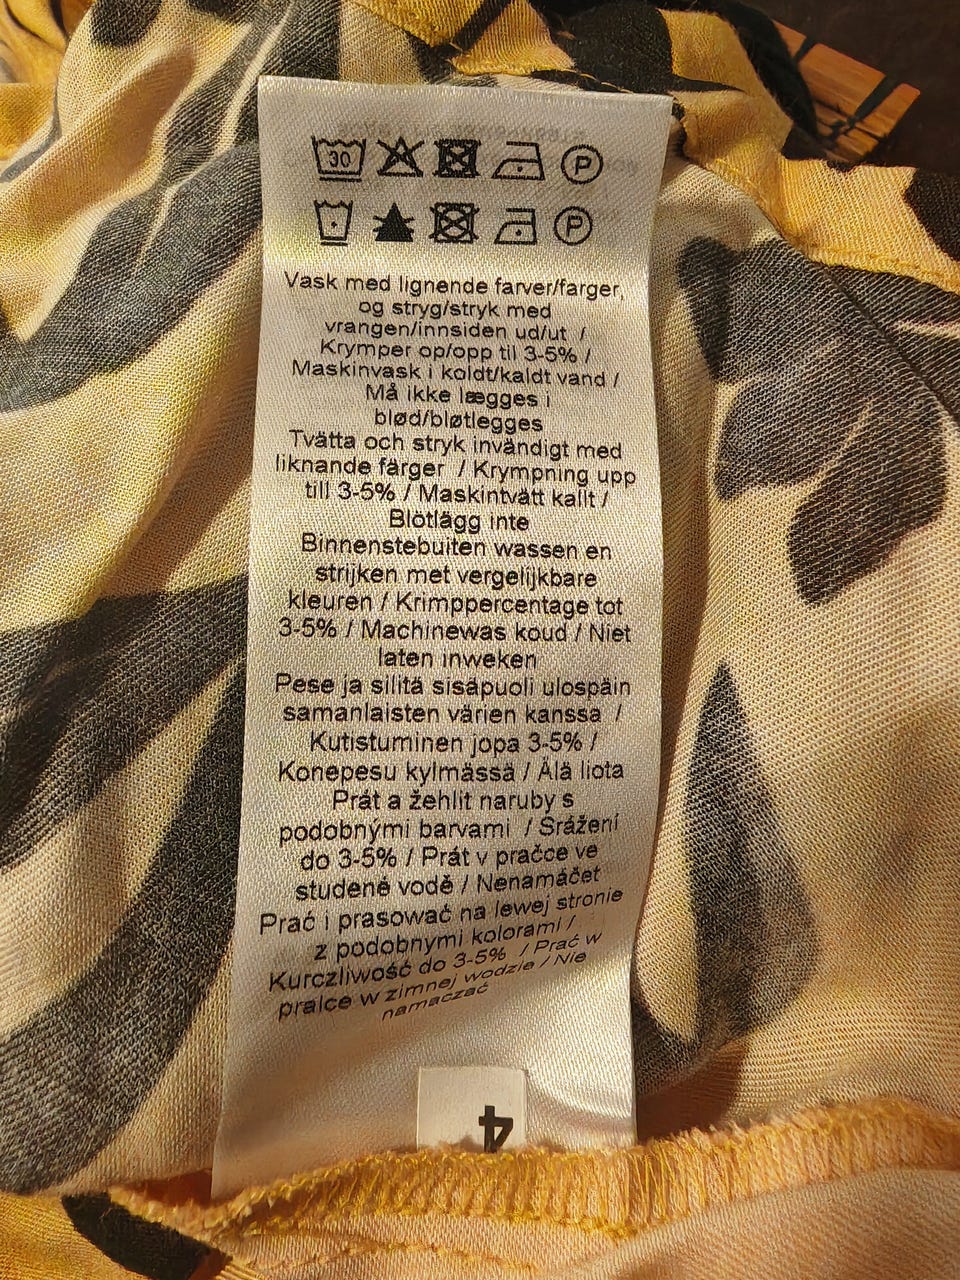 30 P
P
Vask med lignende farver/farger,
og stryg/stryk med
vrangen/innsiden ud/ut /
Krymper op/opp til 3-5% /
Maskinvask i koldt/kaldt vand /
Må ikke lægges i
blød/bløtlegges
Tvätta och stryk invändigt med
liknande färger / Krympning upp
till 3-5% / Maskintvätt kallt /
Blötlägg inte
Binnenstebuiten wassen en
strijken met vergelijkbare
kleuren / Krimppercentage tot
3-5% / Machinewas koud / Niet
laten inweken
Pese ja silitä sisäpuoli ulospäin
samanlaisten värien kanssa /
Kutistuminen jopa 3-5% /
Konepesu kylmässä / Älä liota
Prát a žehlit naruby s
podobnými barvami / Srážení
do 3-5% / Prát v pračce ve
studené vodě / Nenamáčet
Prać i prasować na lewej stronie
z podobnymi kolorami /
Kurczliwość do 3-5% / Prać w
pralce w zimnej wodzie / Nie
namaczać
4